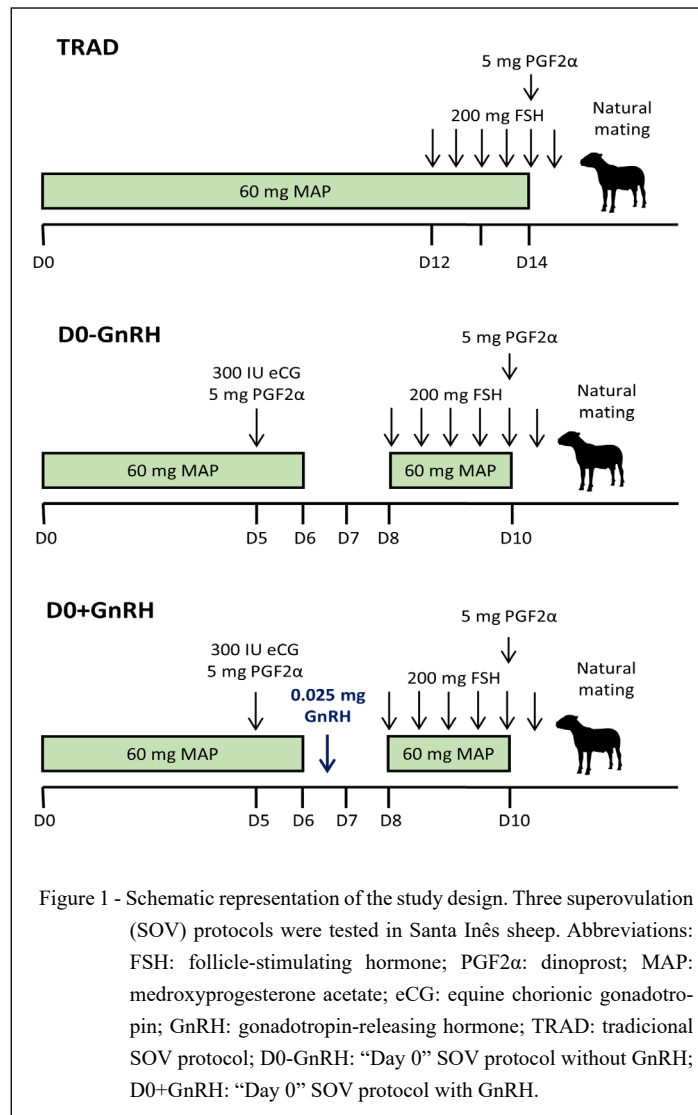 TRAD
5 mg PGF2α
200 mg FSH
Natural
mating
60 mg MAP
D0
D12
D14
D0-GnRH
5 mg PGF2α
300 IU eCG
5 mg PGF2α
200 mg FSH
Natural
mating
60 mg MAP
60 mg MAP
D0
D5
D6
D7
D8
D10
D0+GnRH
5 mg PGF2α
300 IU eCG
5 mg PGF2α
0.025 mg
GnRH
200 mg FSH
Natural
mating
60 mg MAP
60 mg MAP
D0
D5
D6
D7
D8
D10
Figure 1 - Schematic representation of the study design. Three superovulation
(SOV) protocols were tested in Santa Inês sheep. Abbreviations:
FSH: follicle-stimulating hormone; PGF2α: dinoprost; MAP:
medroxyprogesterone acetate; eCG: equine chorionic gonadotro-
pin; GnRH: gonadotropin-releasing hormone; TRAD: tradicional
SOV protocol; D0-GnRH: “Day 0” SOV protocol without GnRH;
D0+GnRH: “Day 0” SOV protocol with GnRH.